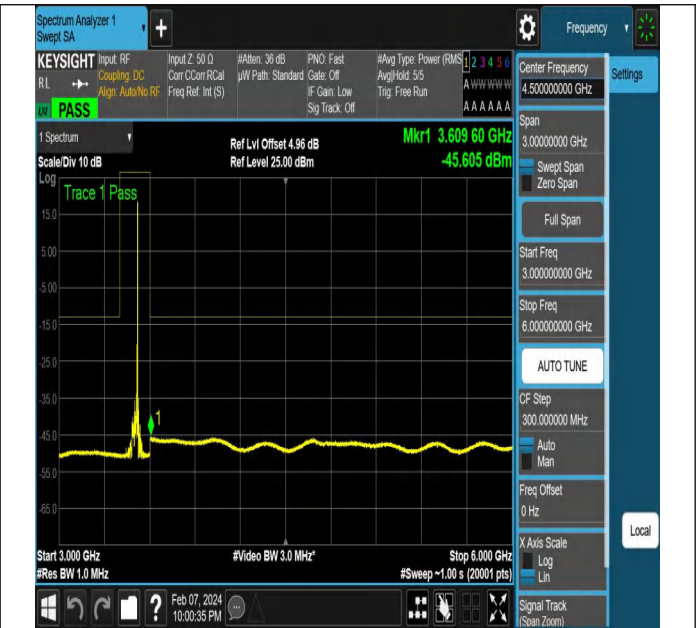 Spectrum Analyzer 1
Swept SA
+
Frequency
KEYSIGHT
RL
PASS
Input: RF
Coupling: DC
Align: Auto/No RF
Input Z: 50 Ω
Corr CCorr RCal
Freq Ref: Int (S)
#Atten: 36 dB
µW Path: Standard
PNO: Fast
Gate: Off
IF Gain: Low
Sig Track: Off
#Avg Type: Power (RMS
Avg|Hold: 5/5
Trig: Free Run
1 2 3 4 5 6
A W W W W W
A A A A A A
1 Spectrum
Scale/Div 10 dB
Log
Ref Lvl Offset 4.96 dB
Ref Level 25.00 dBm
Mkr1 3.609 60 GHz
-45.605 dBm
Trace 1 Pass
15.0
5.00
-5.00
-15.0
-25.0
-35.0
-45.0
-55.0
-65.0
1
Start 3.000 GHz
#Res BW 1.0 MHz
#Video BW 3.0 MHz*
Stop 6.000 GHz
#Sweep ~1.00 s (20001 pts)
?
Feb 07, 2024
10:00:35 PM
Center Frequency
4.500000000 GHz
Settings
Span
3.00000000 GHz
Swept Span
Zero Span
Full Span
Start Freq
3.000000000 GHz
Stop Freq
6.000000000 GHz
AUTO TUNE
CF Step
300.000000 MHz
Auto
Man
Freq Offset
0 Hz
Local
X Axis Scale
Log
Lin
Signal Track
(Span Zoom)